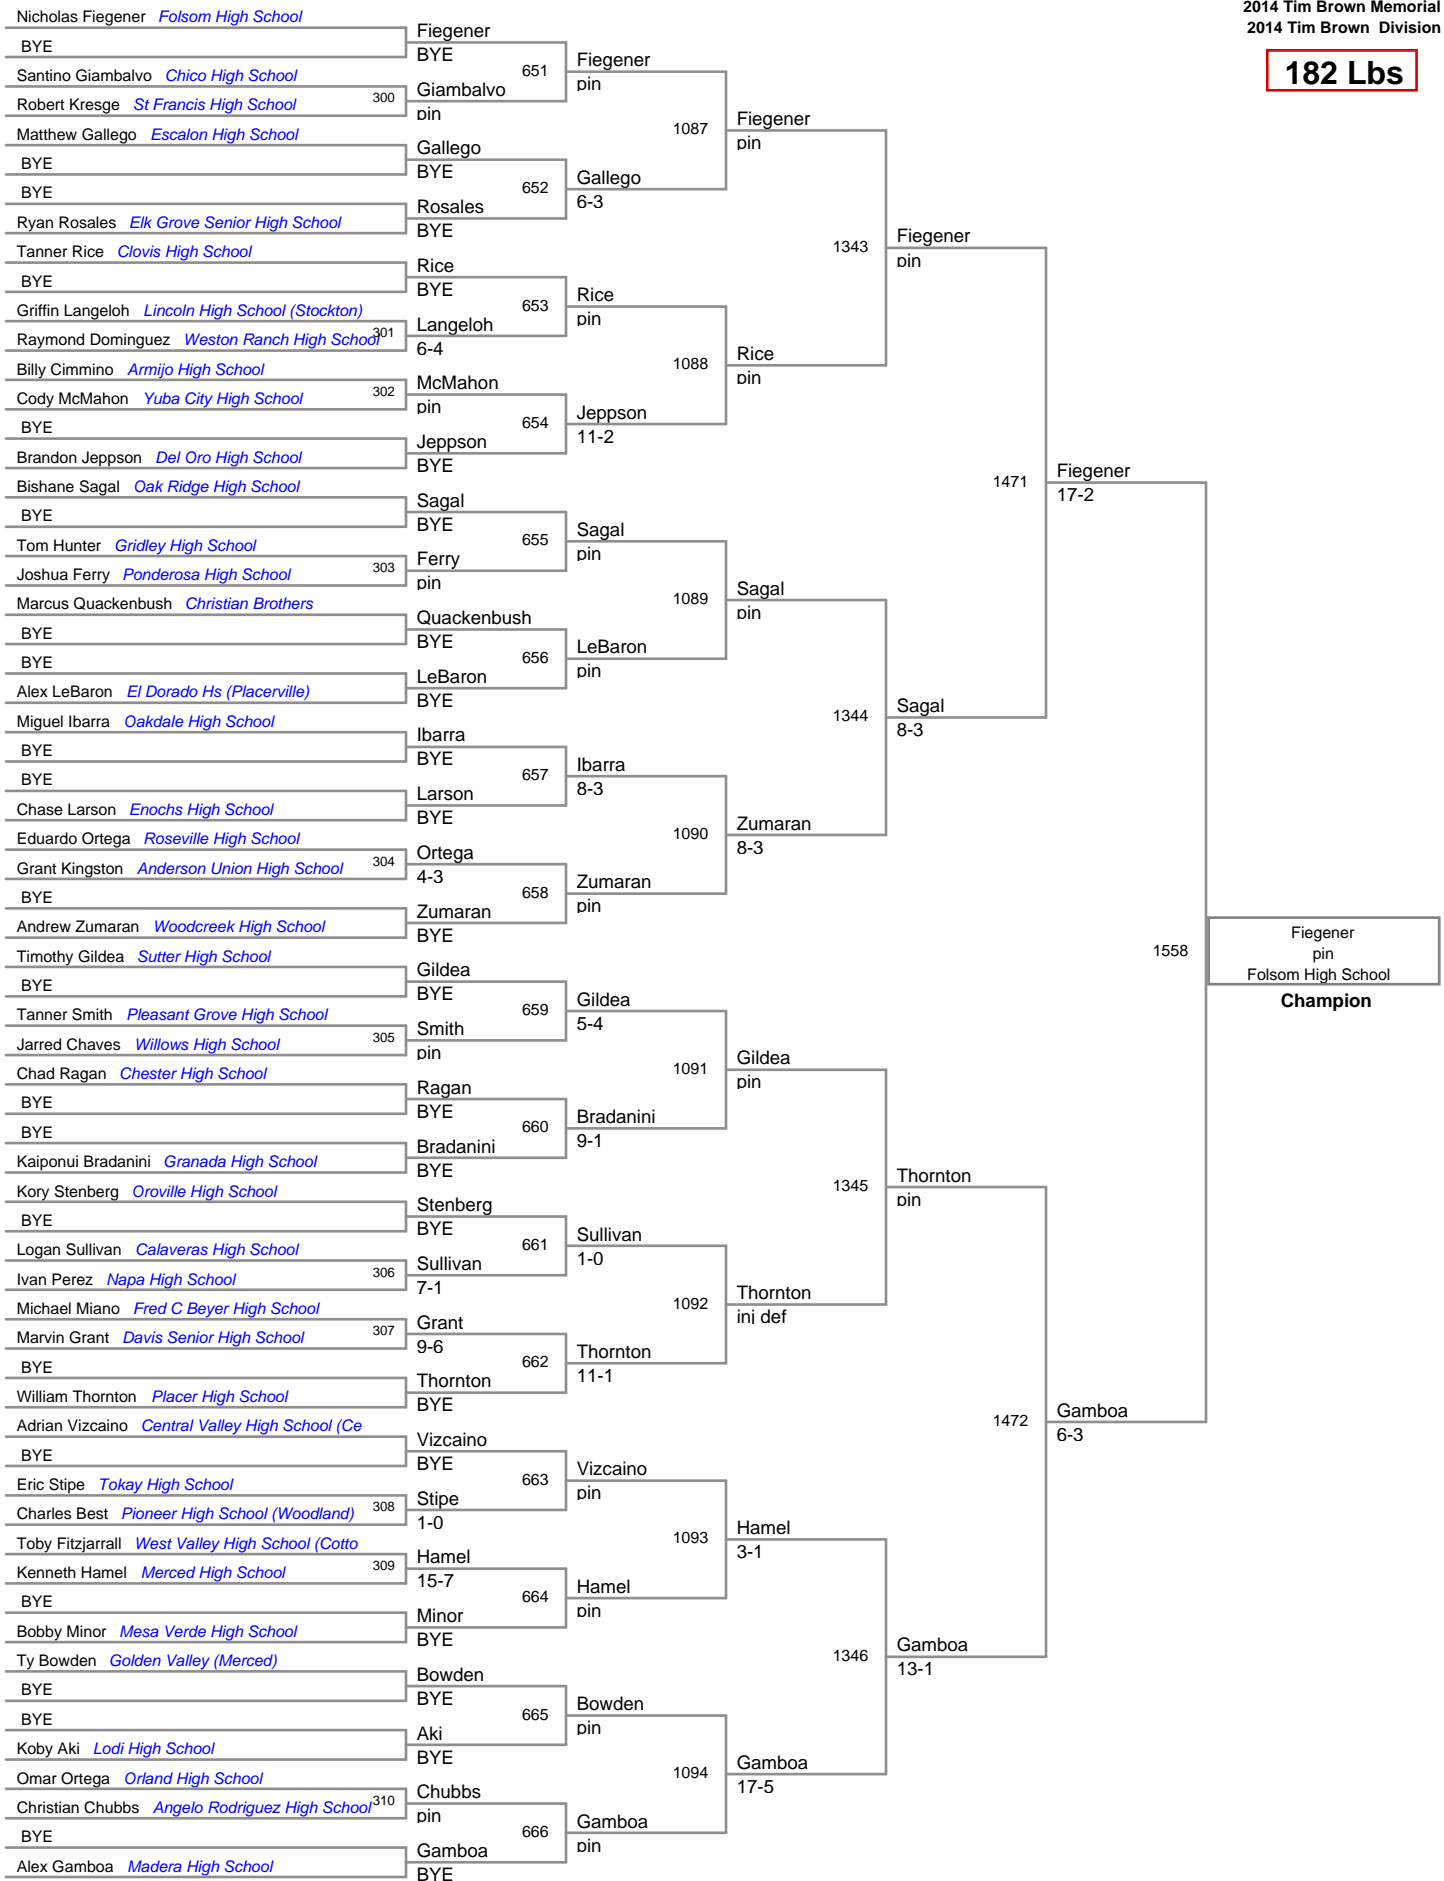 2014 Tim Brown Memorial
2014 Tim Brown Division
182 Lbs
Nicholas Fiegener Folsom High School
BYE
Santino Giambalvo Chico High School
Robert Kresge St Francis High School
300
Matthew Gallego Escalon High School
BYE
BYE
Ryan Rosales Elk Grove Senior High School
Tanner Rice Clovis High School
BYE
Griffin Langeloh Lincoln High School (Stockton)
Raymond Dominguez Weston Ranch High School
301
Billy Cimmino Armijo High School
Cody McMahon Yuba City High School
302
BYE
Brandon Jeppson Del Oro High School
Bishane Sagal Oak Ridge High School
BYE
Tom Hunter Gridley High School
Joshua Ferry Ponderosa High School
303
Marcus Quackenbush Christian Brothers
BYE
BYE
Alex LeBaron El Dorado Hs (Placerville)
Miguel Ibarra Oakdale High School
BYE
BYE
Chase Larson Enochs High School
Eduardo Ortega Roseville High School
Grant Kingston Anderson Union High School
304
BYE
Andrew Zumaran Woodcreek High School
Timothy Gildea Sutter High School
BYE
Tanner Smith Pleasant Grove High School
Jarred Chaves Willows High School
305
Chad Ragan Chester High School
BYE
BYE
Kaiponui Bradanini Granada High School
Kory Stenberg Oroville High School
BYE
Logan Sullivan Calaveras High School
Ivan Perez Napa High School
306
Michael Miano Fred C Beyer High School
Marvin Grant Davis Senior High School
307
BYE
William Thornton Placer High School
Adrian Vizcaino Central Valley High School (Ce
BYE
Eric Stipe Tokay High School
Charles Best Pioneer High School (Woodland)
308
Toby Fitzjarrall West Valley High School (Cotto
Kenneth Hamel Merced High School
309
BYE
Bobby Minor Mesa Verde High School
Ty Bowden Golden Valley (Merced)
BYE
BYE
Koby Aki Lodi High School
Omar Ortega Orland High School
Christian Chubbs Angelo Rodriguez High School
310
BYE
Alex Gamboa Madera High School
Fiegener
BYE
651
Giambalvo
pin
Gallego
BYE
652
Rosales
BYE
Rice
BYE
653
Langeloh
6-4
McMahon
pin
654
Jeppson
BYE
Sagal
BYE
655
Ferry
pin
Quackenbush
BYE
656
LeBaron
BYE
Ibarra
BYE
657
Larson
BYE
Ortega
4-3
658
Zumaran
BYE
Gildea
BYE
659
Smith
pin
Ragan
BYE
660
Bradanini
BYE
Stenberg
BYE
661
Sullivan
7-1
Grant
9-6
662
Thornton
BYE
Vizcaino
BYE
663
Stipe
1-0
Hamel
15-7
664
Minor
BYE
Bowden
BYE
665
Aki
BYE
Chubbs
pin
666
Gamboa
BYE
Fiegener
pin
1087
Gallego
6-3
Rice
pin
1088
Jeppson
11-2
Sagal
pin
1089
LeBaron
pin
Ibarra
8-3
1090
Zumaran
pin
Gildea
5-4
1091
Bradanini
9-1
Sullivan
1-0
1092
Thornton
11-1
Vizcaino
pin
1093
Hamel
pin
Bowden
pin
1094
Gamboa
pin
Fiegener
pin
1343
Rice
pin
Sagal
pin
1344
Zumaran
8-3
Gildea
pin
1345
Thornton
inj def
Hamel
3-1
1346
Gamboa
17-5
Fiegener
pin
1471
Sagal
8-3
Thornton
pin
1472
Gamboa
13-1
Fiegener
17-2
1558
Gamboa
6-3
Fiegener
pin
Folsom High School
Champion